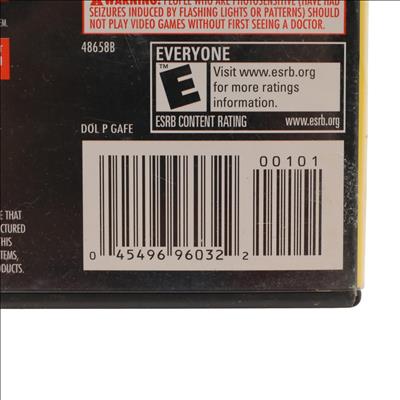 WARNING: PEOPLE WHO ARE PHOTOSENSITIVE (HAVE HAD
SEIZURES INDUCED BY FLASHING LIGHTS OR PATTERNS) SHOULD
NOT PLAY VIDEO GAMES WITHOUT FIRST SEEING A DOCTOR.
48658B
EVERYONE
E
Visit www.esrb.org
for more ratings
information.
ESRB CONTENT RATING www.esrb.org
DOL P GAFE
00101
0 45496 96032 2
E THAT
CTURED
THIS
TEMS,
ODUCTS.